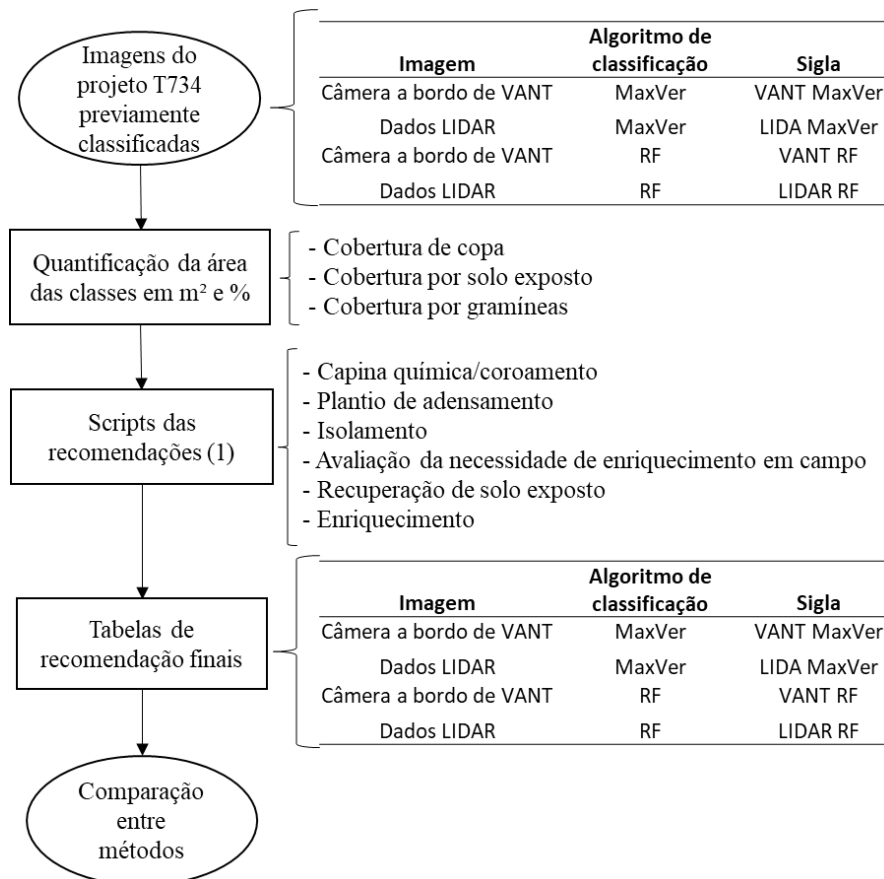 Imagens do
projeto T734
previamente
classificadas
Algoritmo de
Imagem classificação Sigla
Câmera a bordo de VANT MaxVer VANT MaxVer
Dados LIDAR MaxVer LIDA MaxVer
Câmera a bordo de VANT RF VANT RF
Dados LIDAR RF LIDAR RF
Quantificação da área
das classes em m² e %
- Cobertura de copa
- Cobertura por solo exposto
- Cobertura por gramíneas
Scripts das
recomendações (1)
- Capina química/coroamento
- Plantio de adensamento
- Isolamento
- Avaliação da necessidade de enriquecimento em campo
- Recuperação de solo exposto
- Enriquecimento
Tabelas de
recomendação finais
Algoritmo de
Imagem classificação Sigla
Câmera a bordo de VANT MaxVer VANT MaxVer
Dados LIDAR MaxVer LIDA MaxVer
Câmera a bordo de VANT RF VANT RF
Dados LIDAR RF LIDAR RF
Comparação
entre
métodos